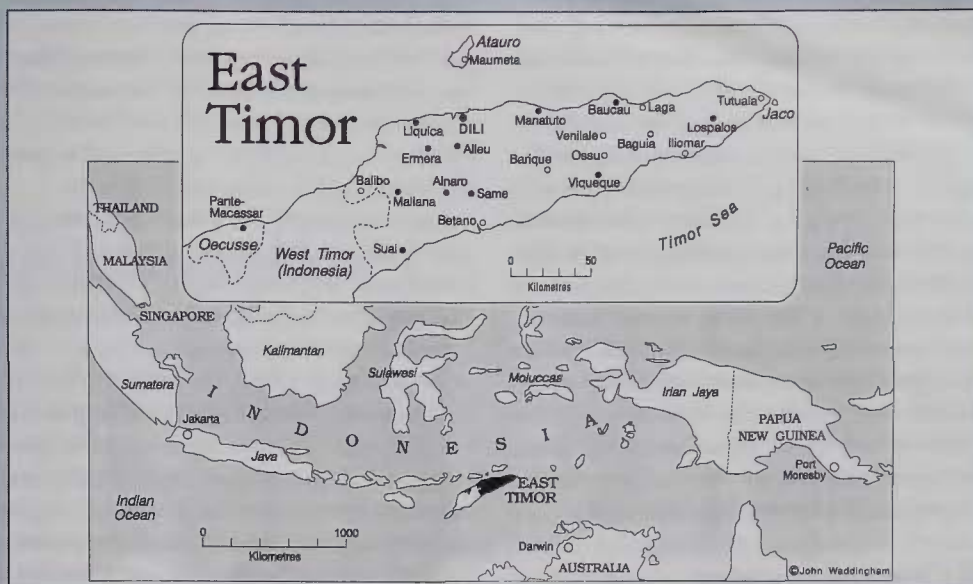 East
Timor
Atauro
Maumeta
Liquica
DILI
Manatuto
Baucau
Laga
Tutuala
Jaco
Ermera
Alleu
Venilale
Baguia
Lospalos
Iliomar
Barique
Ossu
Balibo
Maliana
Ainaro
Same
Viqueque
Betano
Pante-
Macassar
Oecusse
West Timor
(Indonesia)
Suai
Timor Sea
0 50
Kilometres
THAILAND
MALAYSIA
Pacific
Ocean
SINGAPORE
Kalimantan
Sumatera
Sulawesi
Moluccas
Irian Jaya
INDONESIA
PAPUA
NEW GUINEA
Jakarta
Java
Port
Moresby
EAST
TIMOR
Indian
Ocean
0 1000
Kilometres
Darwin
AUSTRALIA
©John Waddingham